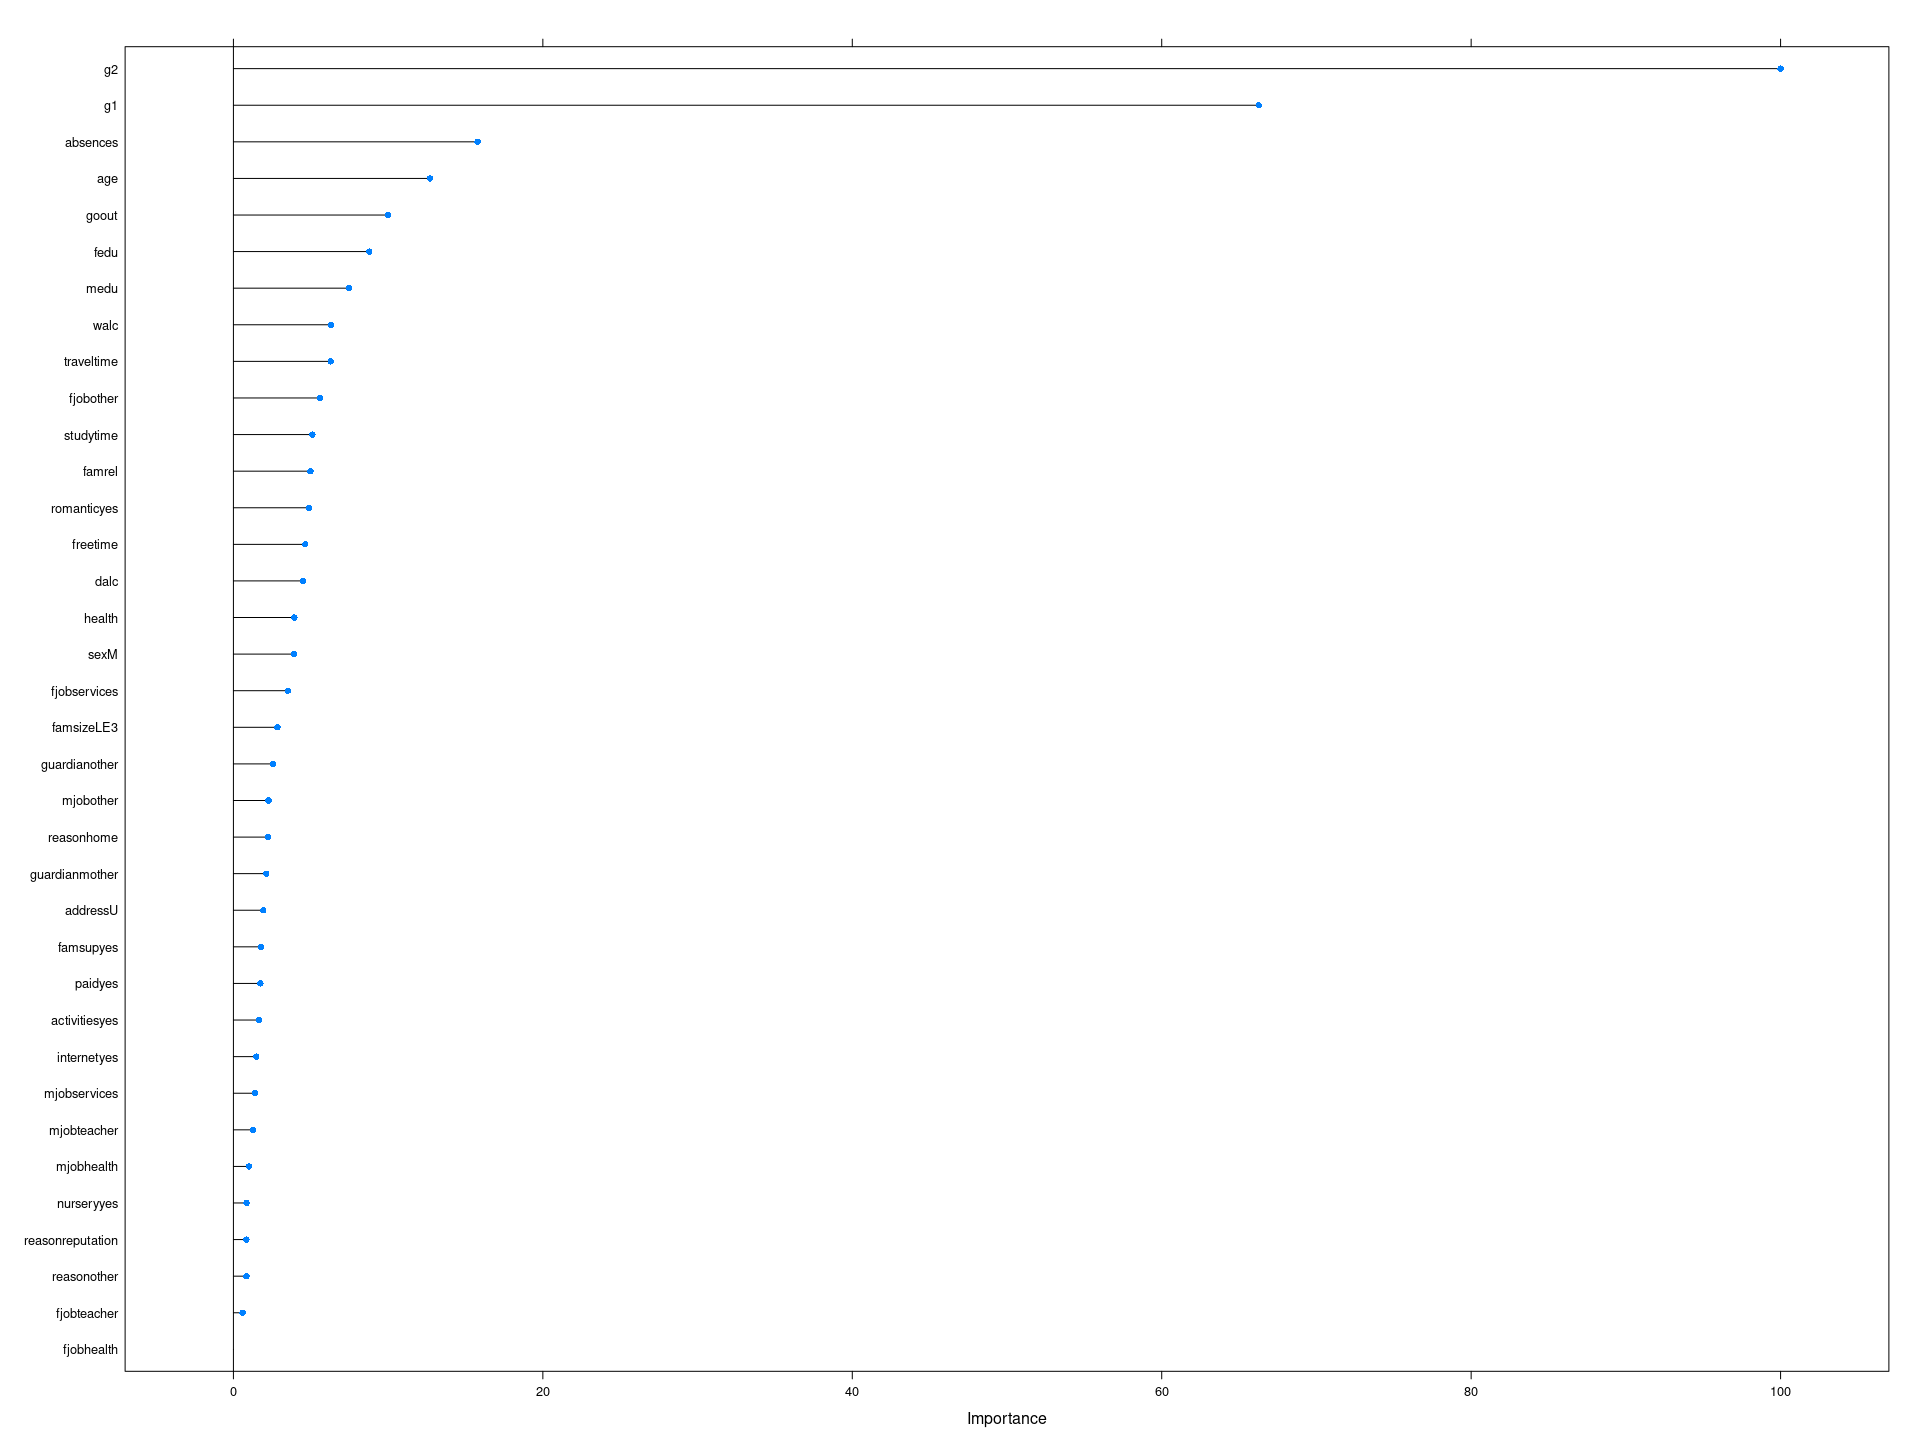 g2
g1
absences
age
goout
fedu
medu
walc
traveltime
fjobother
studytime
famrel
romanticyes
freetime
dalc
health
sexM
fjobservices
famsizeLE3
guardianother
mjobother
reasonhome
guardianmother
addressU
famsupyes
paidyes
activitiesyes
internetyes
mjobservices
mjobteacher
mjobhealth
nurseryyes
reasonreputation
reasonother
fjobteacher
fjobhealth
0 20 40 60 80 100
Importance